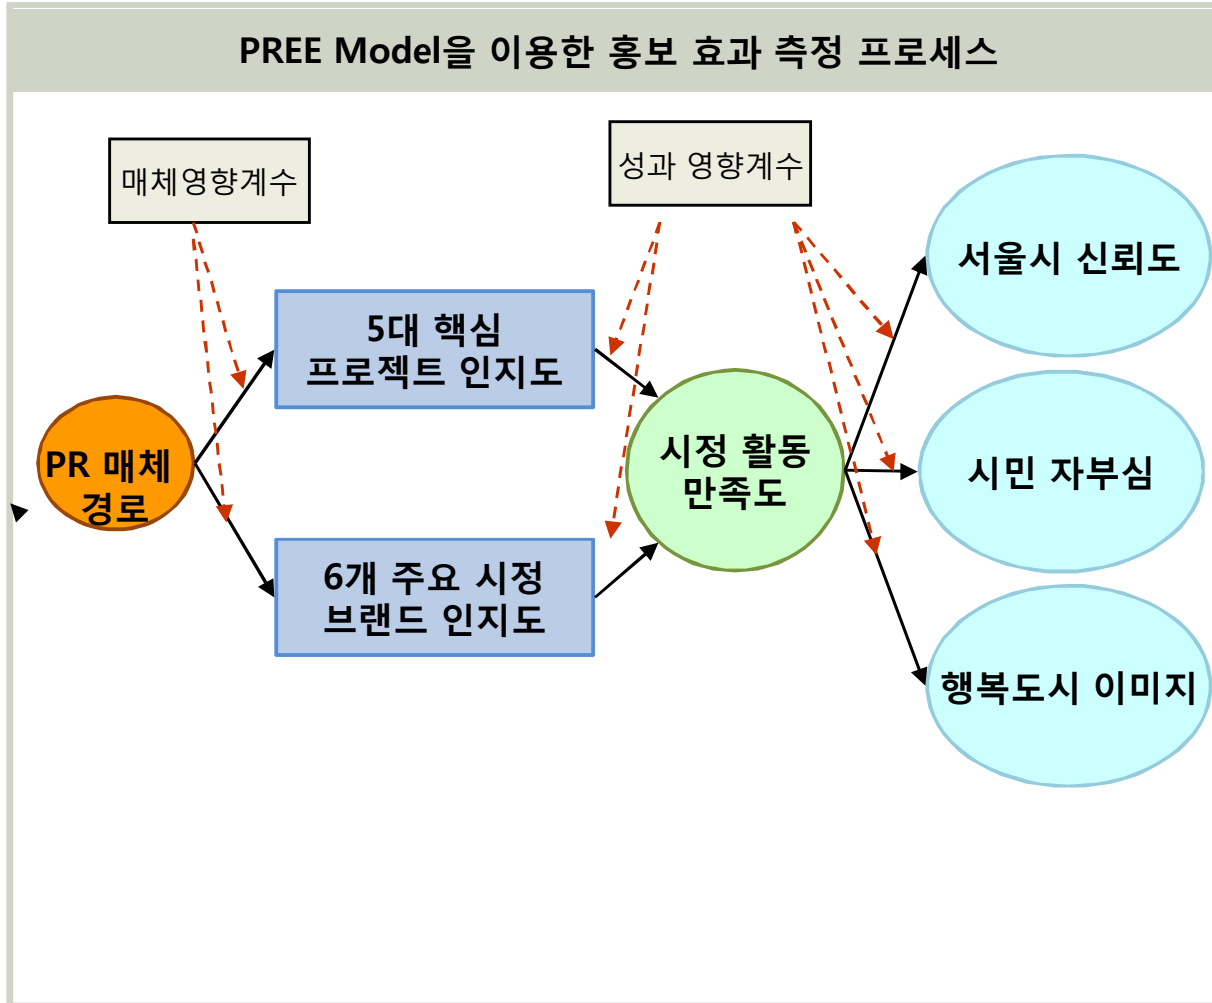 PREE Model을 이용한 홍보 효과 측정 프로세스
매체영향계수
성과 영향계수
서울시 신뢰도
5대 핵심
프로젝트 인지도
PR 매체
경로
시정 활동
만족도
시민 자부심
6개 주요 시정
브랜드 인지도
행복도시 이미지